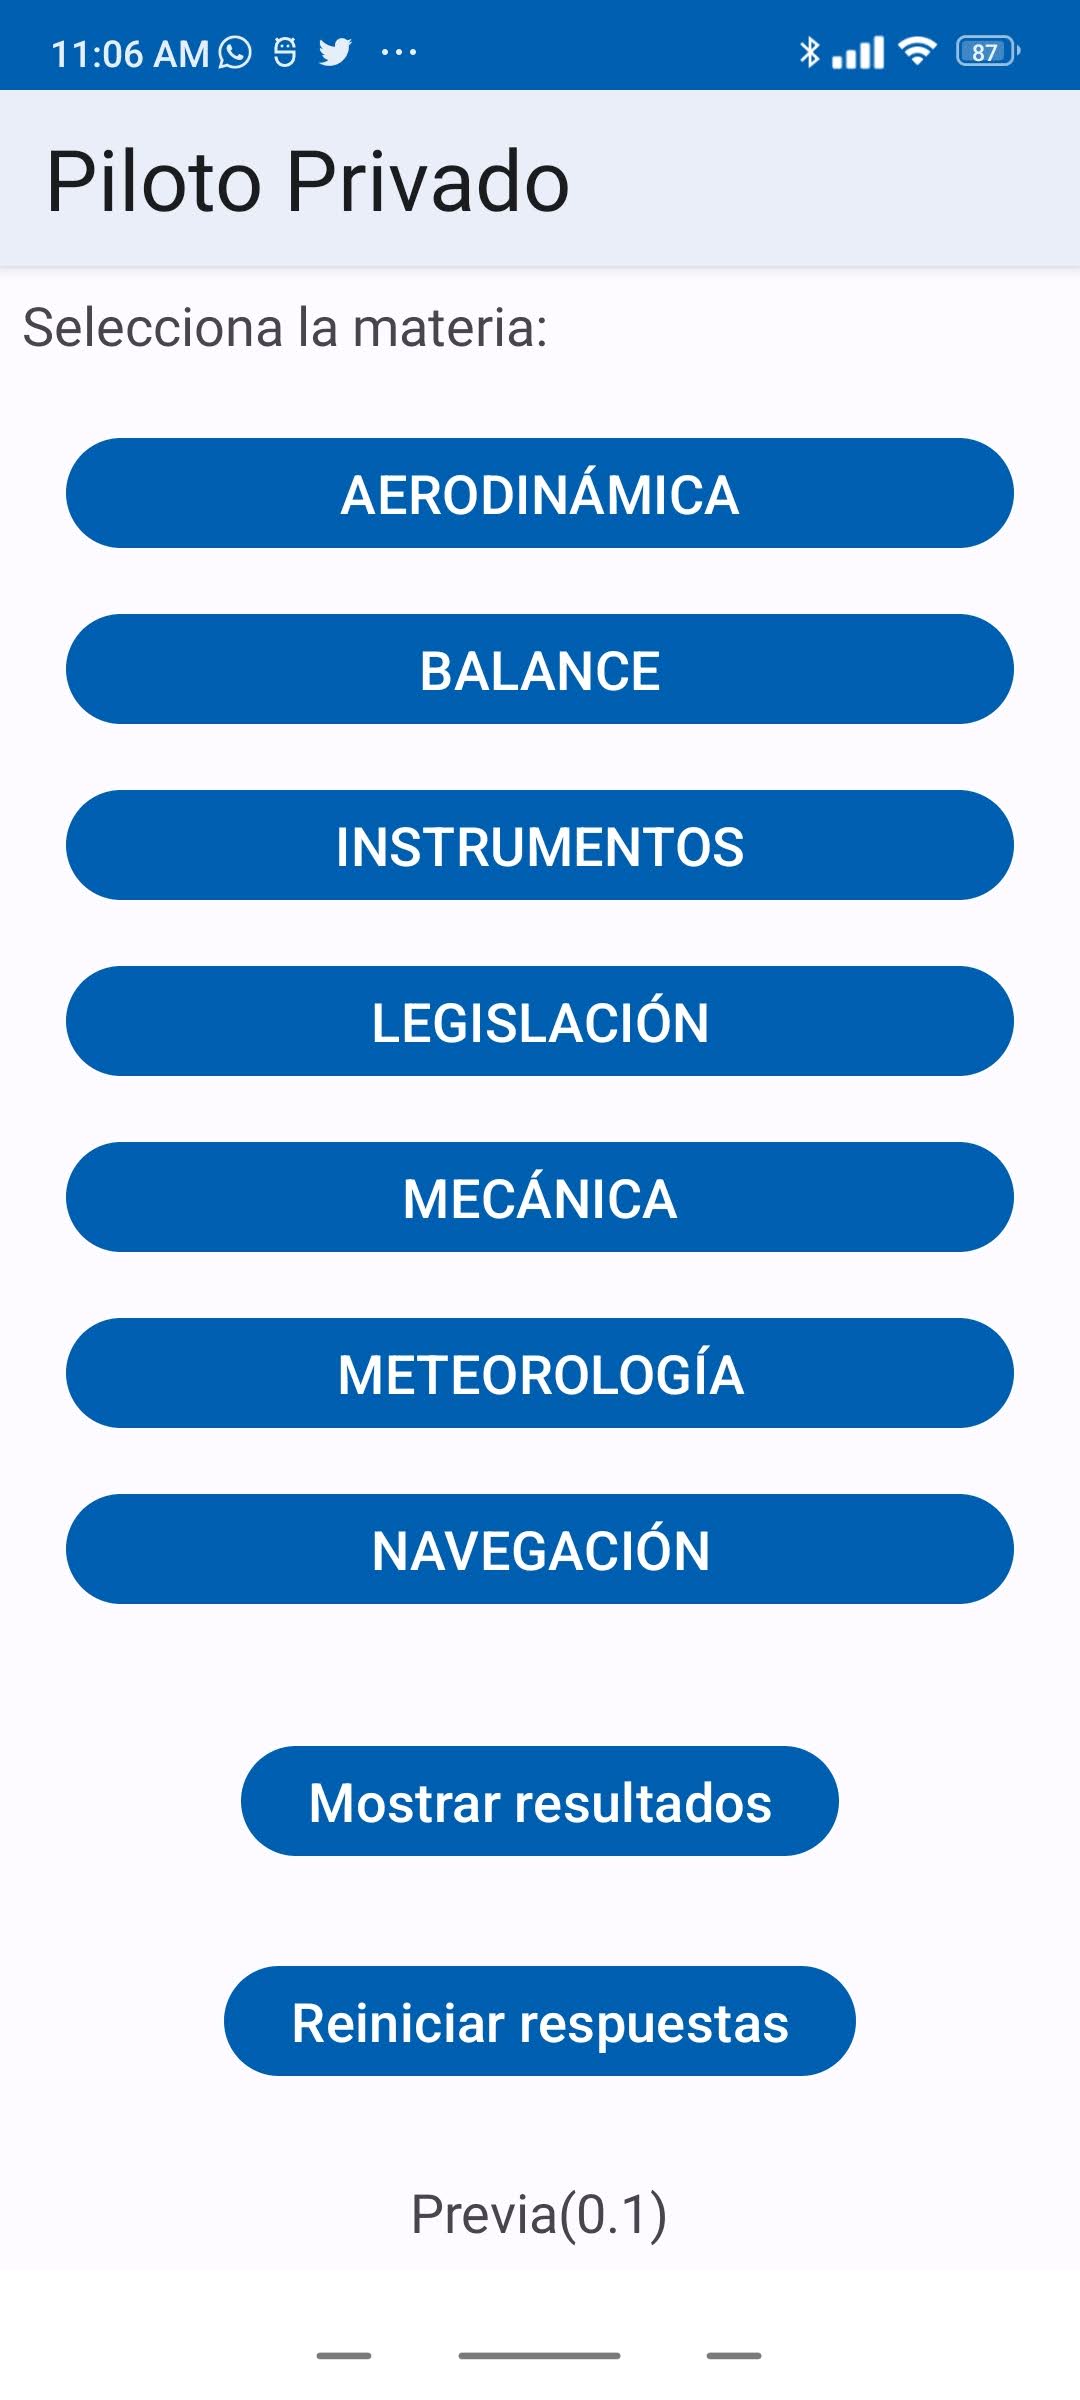 11:06 AM
87
Piloto Privado
Selecciona la materia:
AERODINÁMICA
BALANCE
INSTRUMENTOS
LEGISLACIÓN
MECÁNICA
METEOROLOGÍA
NAVEGACIÓN
Mostrar resultados
Reiniciar respuestas
Previa(0.1)